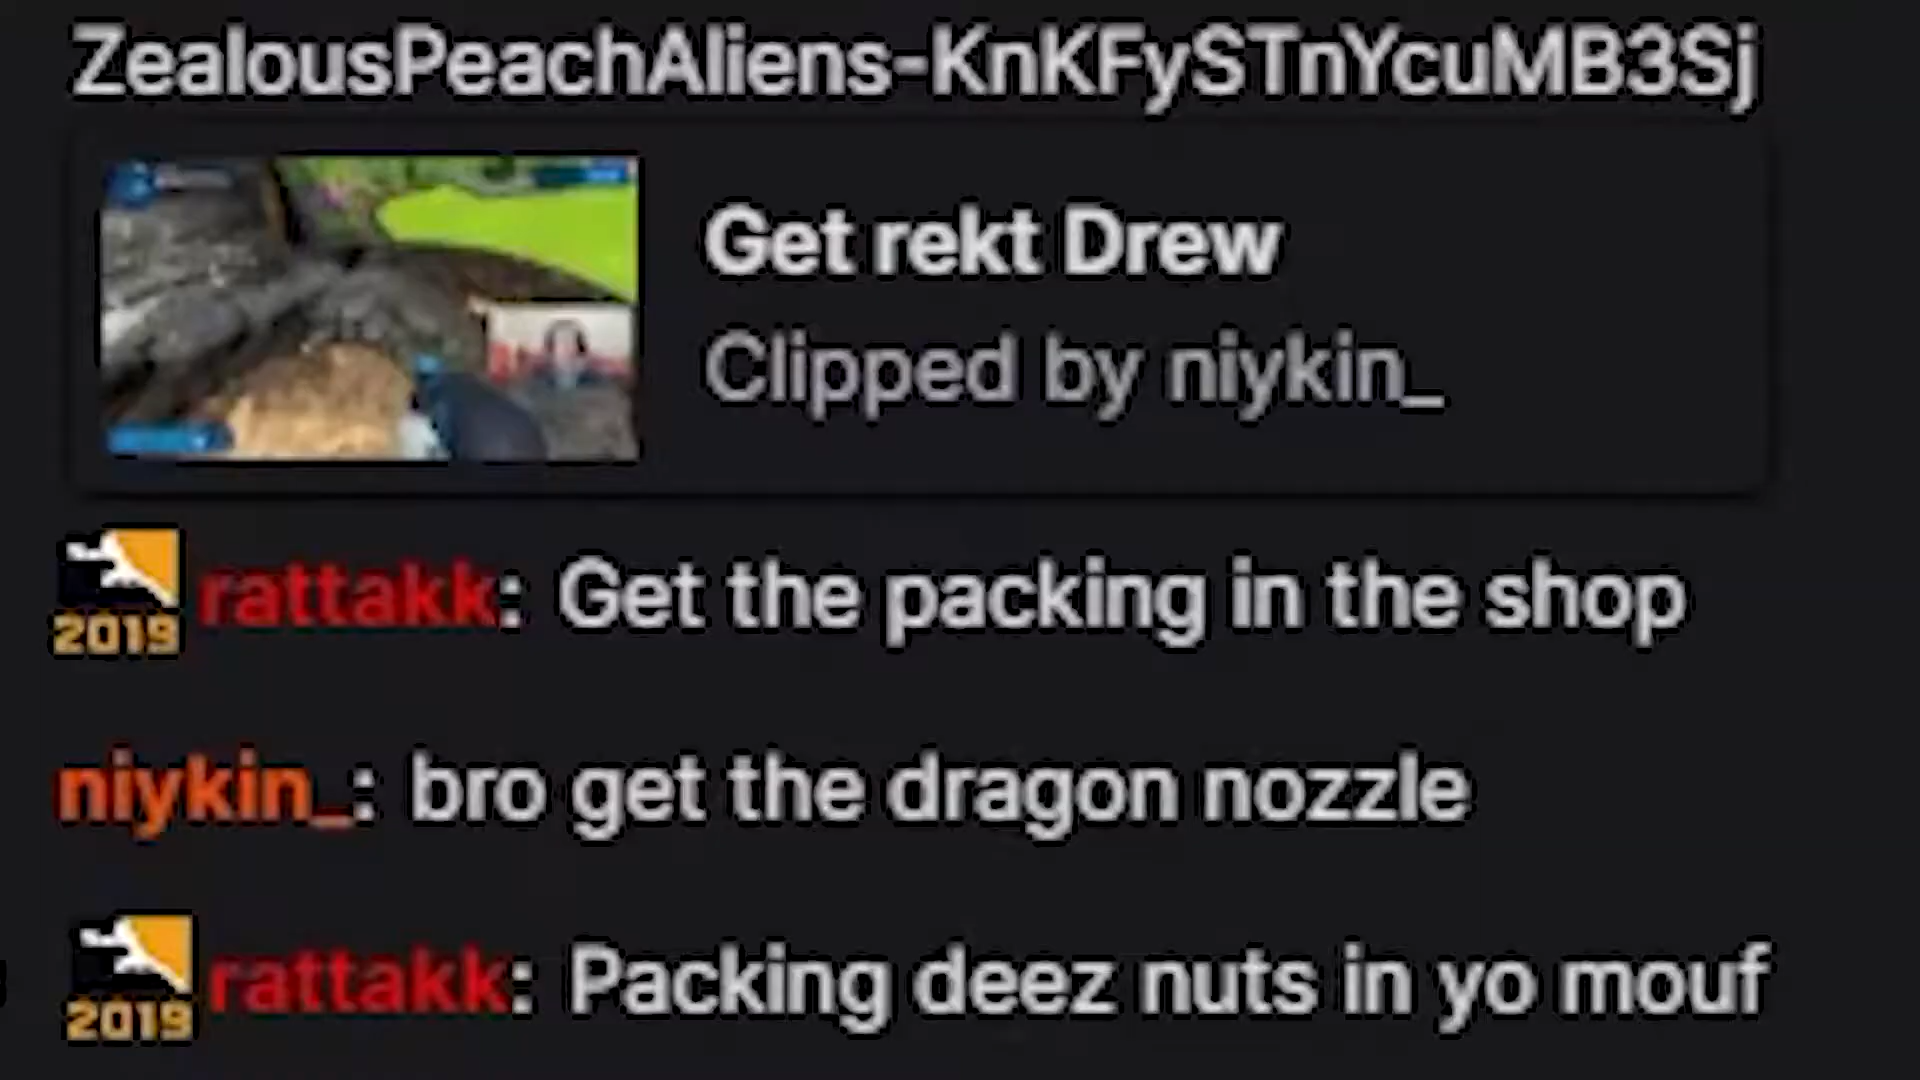 ZealousPeachAliens-KnKFySTnYcuMB3Sj
Get rekt Drew
Clipped by niykin_
2019 rattakk: Get the packing in the shop
niykin_: bro get the dragon nozzle
2019 rattakk: Packing deez nuts in yo mouf